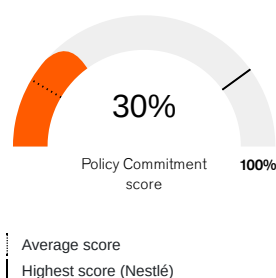 30%
Policy Commitment
score
100%
Average score
Highest score (Nestlé)